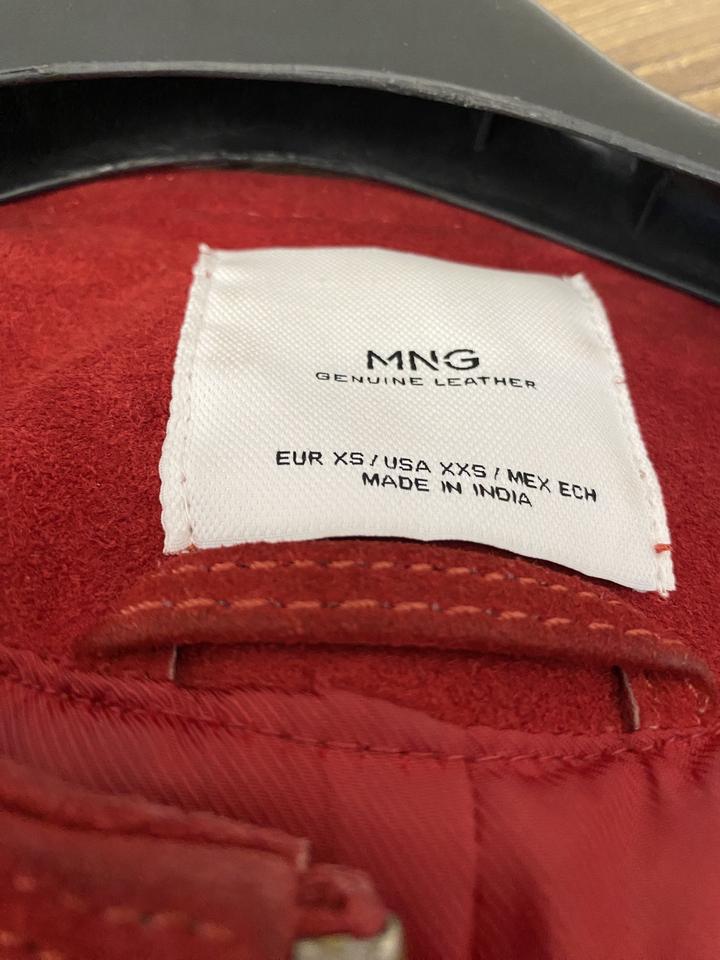 MNG
GENUINE LEATHER
EUR XS / USA XXS / MEX ECH
MADE IN INDIA